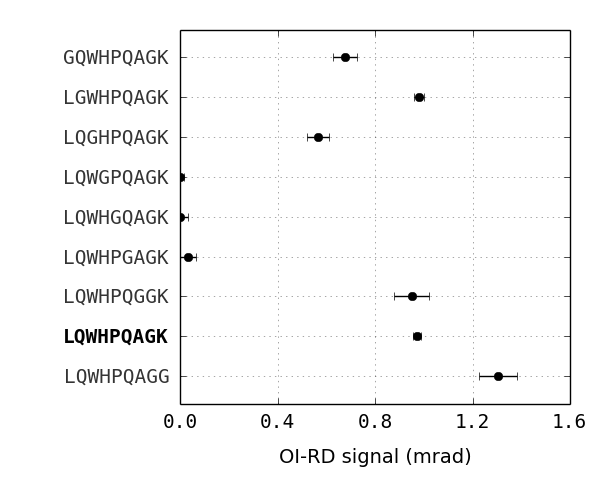 GQWHPQAGK
LGWHPQAGK
LQGHPQAGK
LQWGPQAGK
LQWHGQAGK
LQWHPGAGK
LQWHPQGGK
LQWHPQAGK
LQWHPQAGG
0.0 0.4 0.8 1.2 1.6
OI-RD signal (mrad)